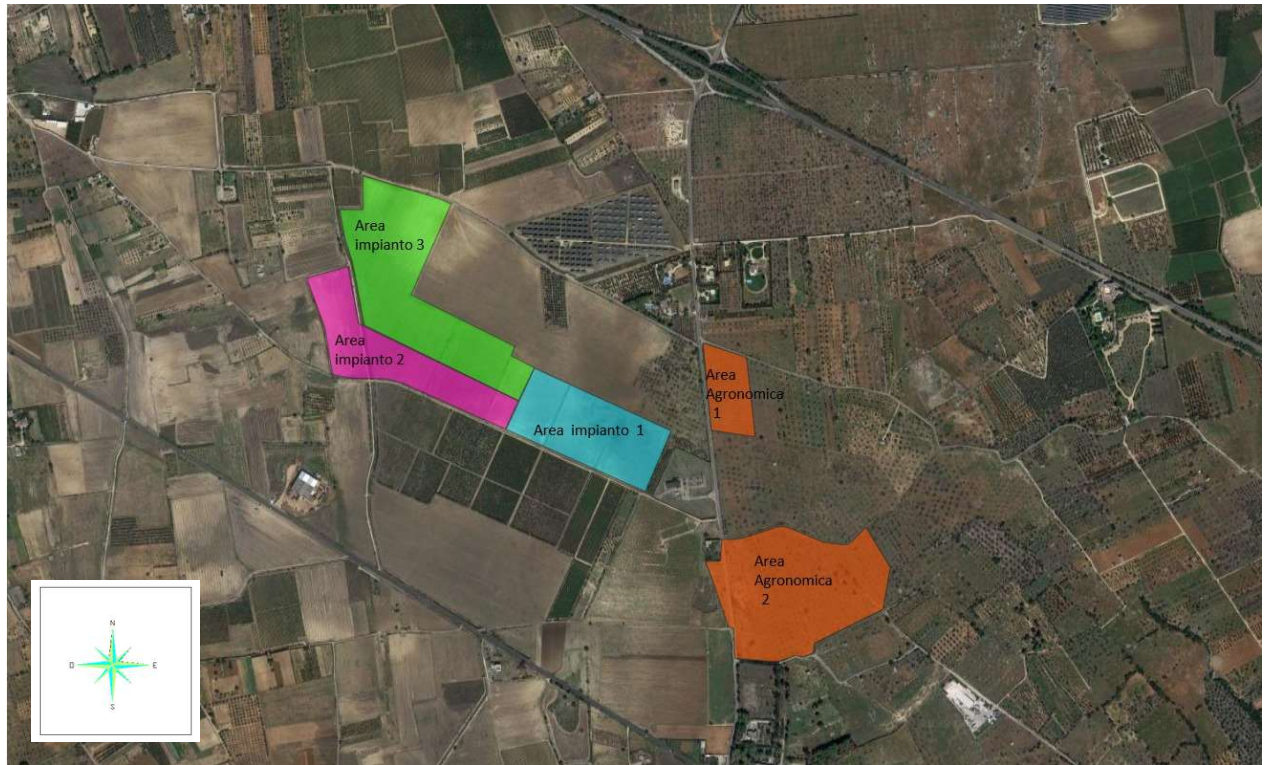 Area
impianto 3
Area
impianto 2
Area impianto 1
Area
Agronomica
1
Area
Agronomica
2
N
O E
S